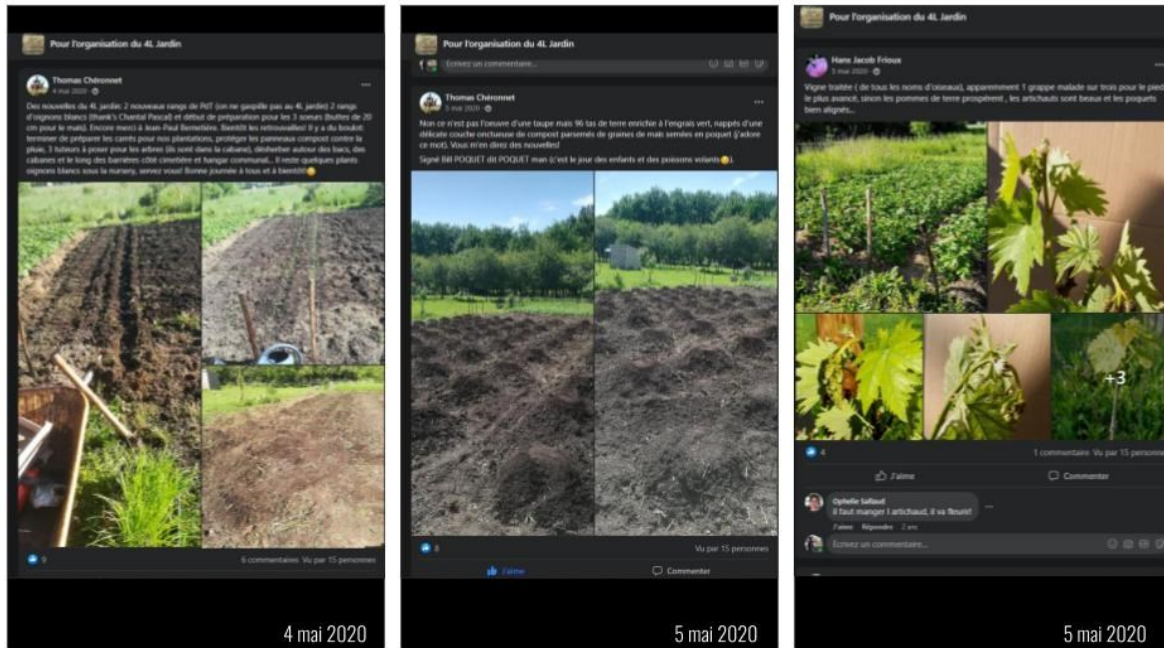 Pour l'organisation du 4L Jardin
Thomas Chéronnet
4 mai 2020
Des nouvelles du 4L jardin: 2 nouveaux rangs de PdT (on ne gaspille pas au 4L jardin) 2 rangs
d'oignons blancs (thank's Chantal Pascal) et début de préparation pour les 3 soeurs (buttes de 20
cm pour le maïs). Encore merci à Jean-Paul Bernetière. Bientôt les retrouvailles! Il y a du boulot:
terminer de préparer les carrés pour nos plantations, protéger les panneaux compost contre la
pluie, 3 tuteurs à poser pour les arbres (ils sont dans la cabane), désherber autour des bacs, des
cabanes et le long des barrières côté cimetière et hangar communal... Il reste quelques plants
oignons blancs sous la nursery, servez vous! Bonne journée à tous et à bientôt!
9
6 commentaires Vu par 15 personnes
4 mai 2020
Pour l'organisation du 4L Jardin
Écrivez un commentaire...
Thomas Chéronnet
5 mai 2020
Non ce n'est pas l'oeuvre d'une taupe mais 96 tas de terre enrichie à l'engrais vert, nappés d'une
délicate couche onctueuse de compost parsemés de graines de maïs semées en poquet (j'adore
ce mot). Vous m'en direz des nouvelles!
Signé Bill POQUET dit POQUET man (c'est le jour des enfants et des poissons volants).
8
Vu par 15 personnes
J'aime
Commenter
5 mai 2020
Pour l'organisation du 4L Jardin
Hans Jacob Frioux
5 mai 2020
Vigne traitée ( de tous les noms d'oiseau), apparemment 1 grappe malade sur trois pour le pied
le plus avancé, sinon les pommes de terre prospèrent , les artichauts sont beaux et les poquets
bien alignés...
+3
4
1 commentaire Vu par 15 personnes
J'aime
Commenter
Ophelie Sallaud
il faut manger l artichaud, il va fleurir!
J'aime Répondre 2 ans
Écrivez un commentaire...
5 mai 2020